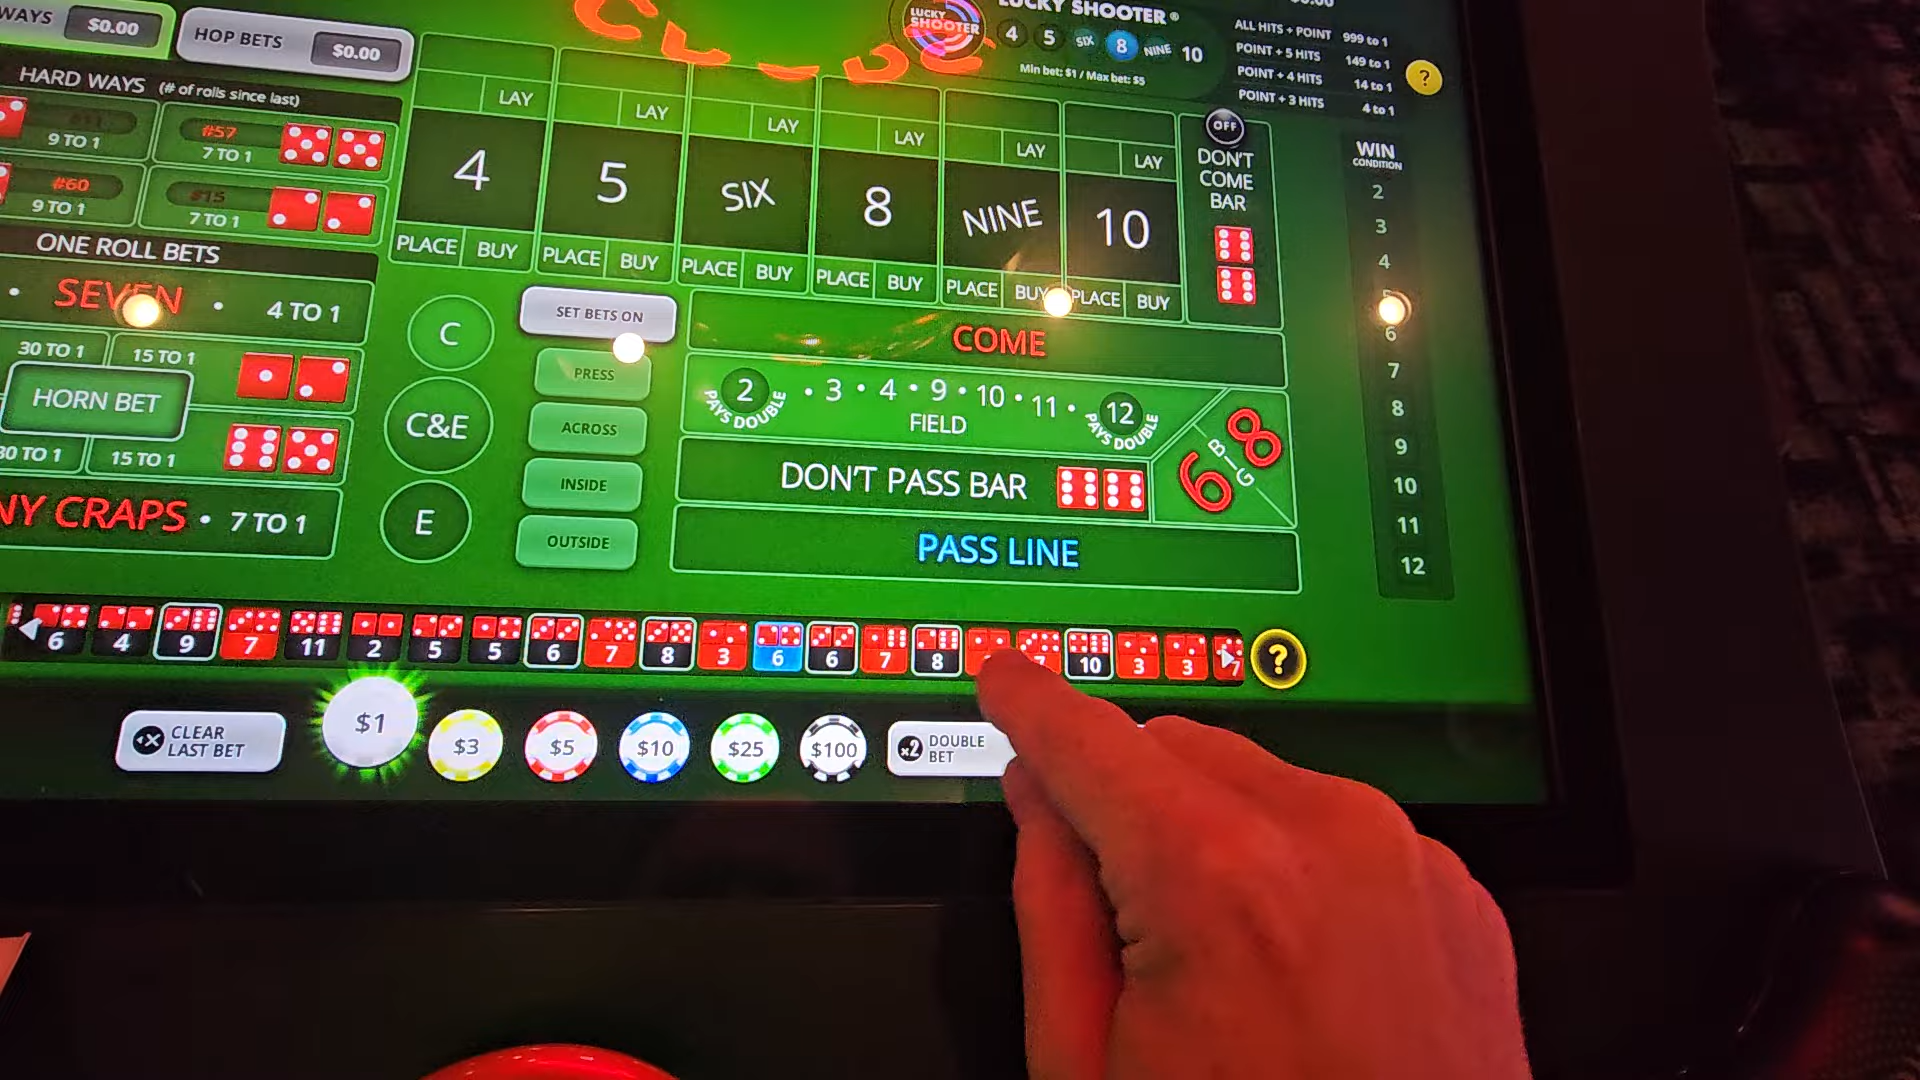 WAYS $0.00
HOP BETS $0.00
HARD WAYS (# of rolls since last)
9 TO 1
#57
7 TO 1
#60
9 TO 1
#15
7 TO 1
ONE ROLL BETS
• SEVEN • 4 TO 1
30 TO 1 15 TO 1
HORN BET
30 TO 1 15 TO 1
NY CRAPS • 7 TO 1
C
C&E
E
LUCKY SHOOTER
LUCKY SHOOTER®
4 5 SIX 8 NINE 10
Min bet: $1 / Max bet: $5
ALL HITS + POINT 999 to 1
POINT + 5 HITS 149 to 1
POINT + 4 HITS 14 to 1
POINT + 3 HITS 4 to 1
?
LAY LAY LAY LAY LAY LAY
4 5 SIX 8 NINE 10
PLACE BUY PLACE BUY PLACE BUY PLACE BUY PLACE BUY PLACE BUY
OFF
DON'T
COME
BAR
WIN
CONDITION
2
3
4
6
7
8
9
10
11
12
SET BETS ON
PRESS
ACROSS
INSIDE
OUTSIDE
COME
2 • 3 • 4 • 9 • 10 • 11 • 12
PAYS DOUBLE FIELD PAYS DOUBLE
DON'T PASS BAR
6 BIG 8
PASS LINE
6 4 9 7 11 2 5 5 6 7 8 3 6 6 7 8 7 10 3 3 7 ?
CLEAR
LAST BET
$1 $3 $5 $10 $25 $100
x2 DOUBLE
BET